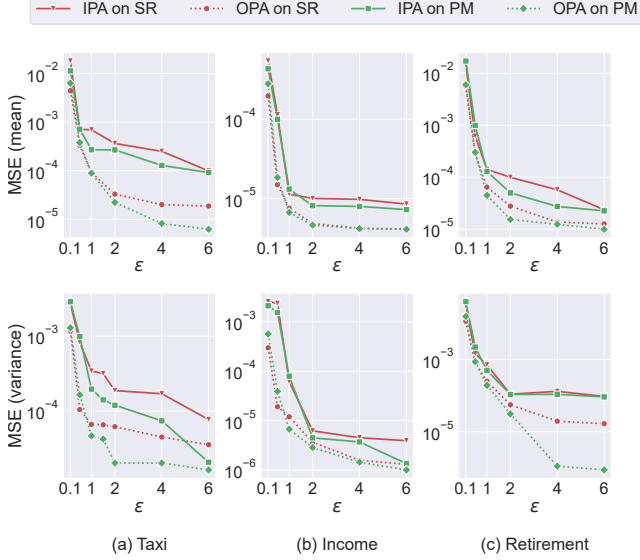 IPA on SR OPA on SR IPA on PM OPA on PM
MSE (mean)
10⁻²
10⁻³
10⁻⁴
10⁻⁵
0.1 1 2 4 6
ε
10⁻⁴
10⁻⁵
0.1 1 2 4 6
ε
10⁻²
10⁻³
10⁻⁴
10⁻⁵
0.1 1 2 4 6
ε
MSE (variance)
10⁻³
10⁻⁴
0.1 1 2 4 6
ε
10⁻³
10⁻⁴
10⁻⁵
10⁻⁶
0.1 1 2 4 6
ε
10⁻³
10⁻⁵
0.1 1 2 4 6
ε
(a) Taxi (b) Income (c) Retirement